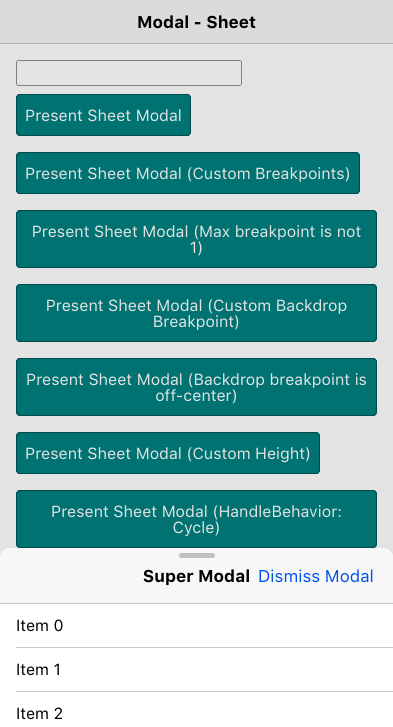 Modal - Sheet
Present Sheet Modal
Present Sheet Modal (Custom Breakpoints)
Present Sheet Modal (Max breakpoint is not
1)
Present Sheet Modal (Custom Backdrop
Breakpoint)
Present Sheet Modal (Backdrop breakpoint is
off-center)
Present Sheet Modal (Custom Height)
Present Sheet Modal (HandleBehavior:
Cycle)
Super Modal Dismiss Modal
Item 0
Item 1
Item 2